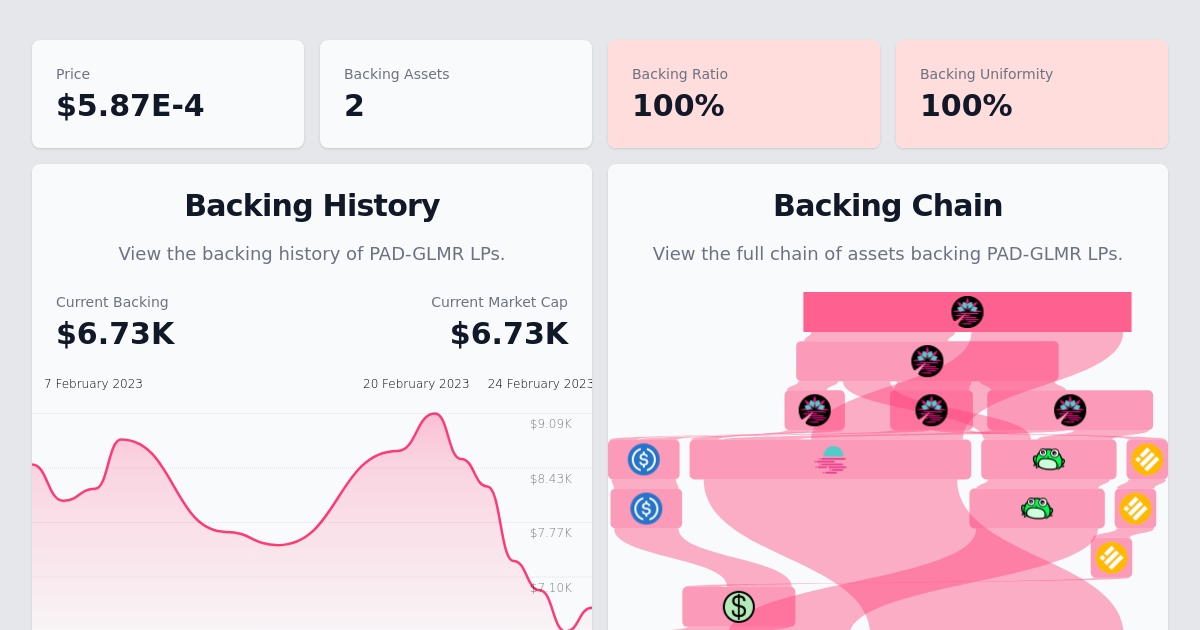 Price
$5.87E-4
Backing Assets
2
Backing Ratio
100%
Backing Uniformity
100%
Backing History
View the backing history of PAD-GLMR LPs.
Current Backing
$6.73K
Current Market Cap
$6.73K
7 February 2023
20 February 2023
24 February 2023
$9.09K
$8.43K
$7.77K
$7.10K
Backing Chain
View the full chain of assets backing PAD-GLMR LPs.
$
$
$